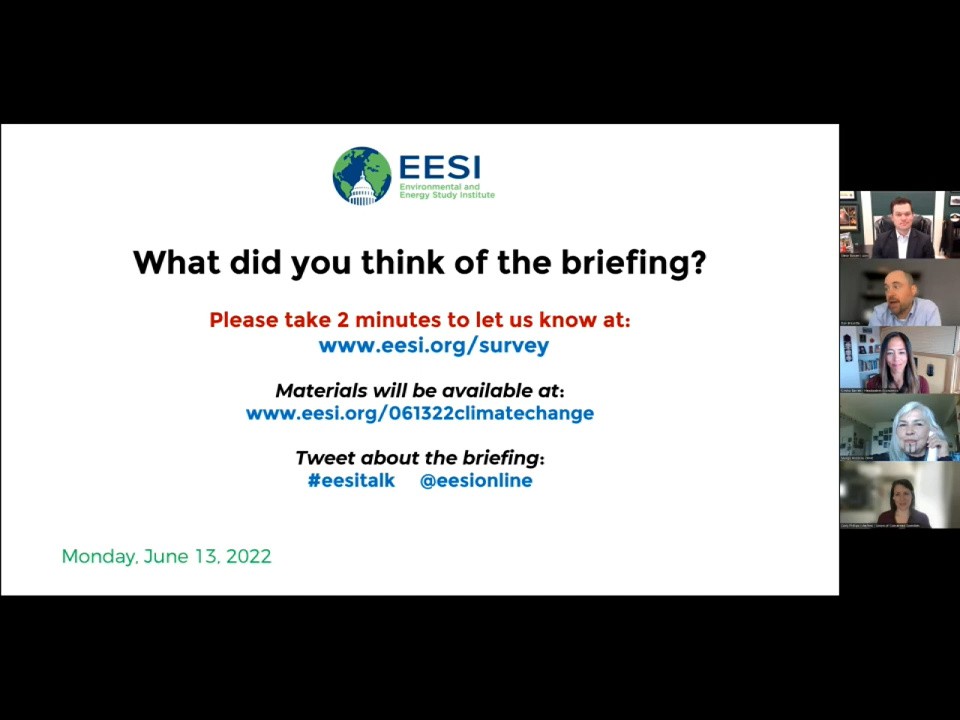 EESI
Environmental and
Energy Study Institute
What did you think of the briefing?
Please take 2 minutes to let us know at:
www.eesi.org/survey
Materials will be available at:
www.eesi.org/061322climatechange
Tweet about the briefing:
#eesitalk @eesionline
Monday, June 13, 2022